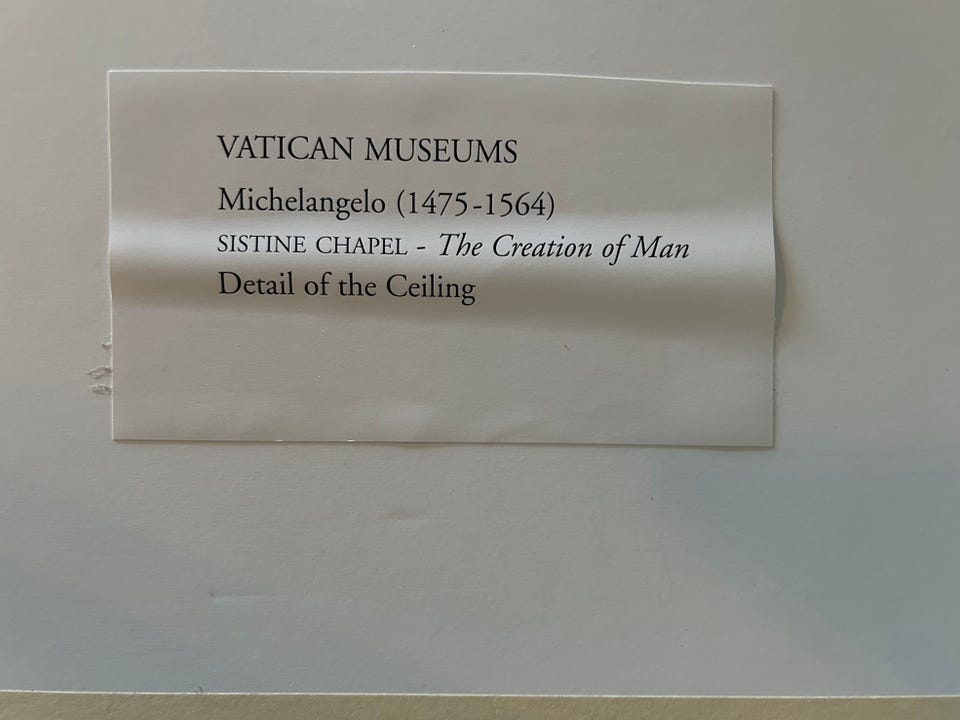 VATICAN MUSEUMS
Michelangelo (1475-1564)
SISTINE CHAPEL - The Creation of Man
Detail of the Ceiling